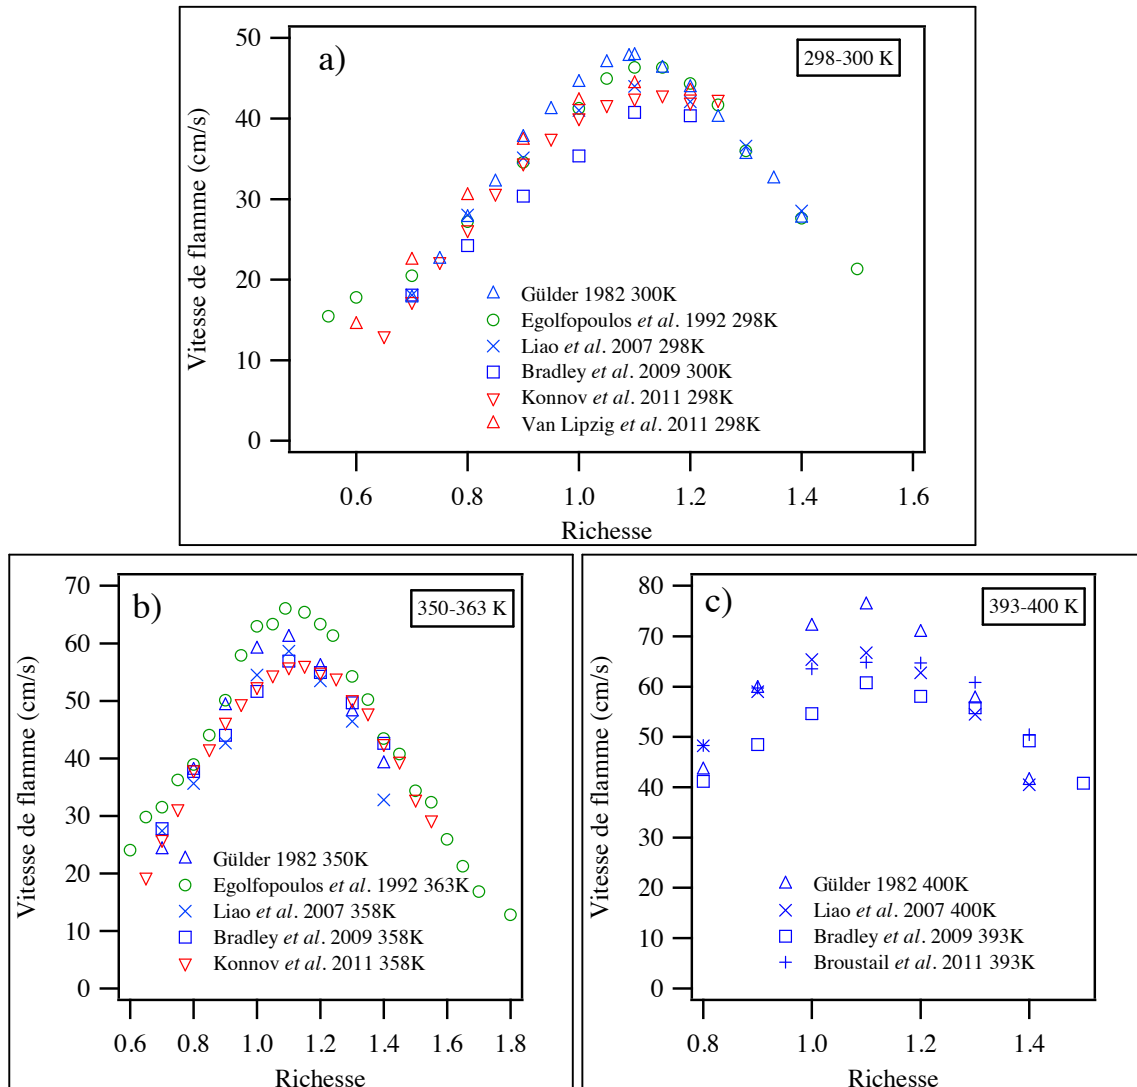 a)
298-300 K
Vitesse de flamme (cm/s)
50
40
30
20
10
0
Gülder 1982 300K
Egolfopoulos et al. 1992 298K
Liao et al. 2007 298K
Bradley et al. 2009 300K
Konnov et al. 2011 298K
Van Lipzig et al. 2011 298K
0.6 0.8 1.0 1.2 1.4 1.6
Richesse
b)
350-363 K
Vitesse de flamme (cm/s)
70
60
50
40
30
20
10
0
Gülder 1982 350K
Egolfopoulos et al. 1992 363K
Liao et al. 2007 358K
Bradley et al. 2009 358K
Konnov et al. 2011 358K
0.6 0.8 1.0 1.2 1.4 1.6 1.8
Richesse
c)
393-400 K
Vitesse de flamme (cm/s)
80
70
60
50
40
30
20
10
0
Gülder 1982 400K
Liao et al. 2007 400K
Bradley et al. 2009 393K
Broustail et al. 2011 393K
0.8 1.0 1.2 1.4
Richesse